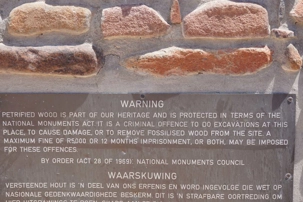 WARNING
PETRIFIED WOOD IS PART OF OUR HERITAGE AND IS PROTECTED IN TERMS OF THE
NATIONAL MONUMENTS ACT IT IS A CRIMINAL OFFENCE TO DO EXCAVATIONS AT THIS
PLACE, TO CAUSE DAMAGE, OR TO REMOVE FOSSILISED WOOD FROM THE SITE. A
MAXIMUM FINE OF R5,000 OR 12 MONTHS IMPRISONMENT, OR BOTH, MAY BE IMPOSED
FOR THESE OFFENCES.
BY ORDER (ACT 28 OF 1969) NATIONAL MONUMENTS COUNCIL
WAARSKUWING
VERSTEENDE HOUT IS 'N DEEL VAN ONS ERFENIS EN WORD INGEVOLGE DIE WET OP
NASIONALE GEDENKWAARDIGHEDE BESKERM. DIT IS 'N STRAFBARE OORTREDING OM